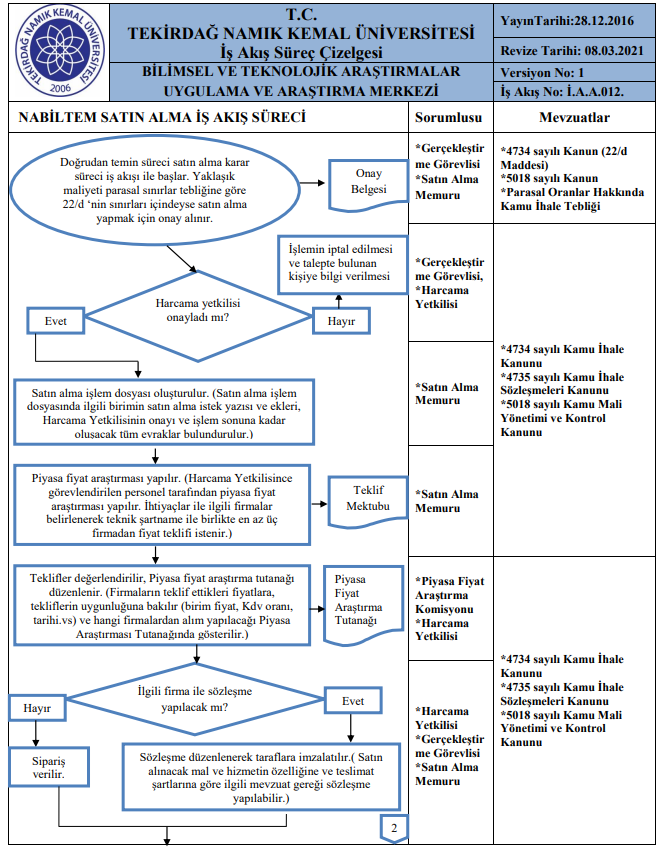 TEKİRDAĞ NAMIK KEMAL ÜNİVERSİTESİ
2006
T.C.
TEKİRDAĞ NAMIK KEMAL ÜNİVERSİTESİ
İş Akış Süreç Çizelgesi
BİLİMSEL VE TEKNOLOJİK ARAŞTIRMALAR
UYGULAMA VE ARAŞTIRMA MERKEZİ
YayınTarihi:28.12.2016
Revize Tarihi: 08.03.2021
Versiyon No: 1
İş Akış No: İ.A.A.012.
NABİLTEM SATIN ALMA İŞ AKIŞ SÜRECİ
Sorumlusu
Mevzuatlar
Doğrudan temin süreci satın alma karar
süreci iş akışı ile başlar. Yaklaşık
maliyeti parasal sınırlar tebliğine göre
22/d ‘nin sınırları içindeyse satın alma
yapmak için onay alınır.
Onay
Belgesi
*Gerçekleştir
me Görevlisi
*Satın Alma
Memuru
*4734 sayılı Kanun (22/d
Maddesi)
*5018 sayılı Kanun
*Parasal Oranlar Hakkında
Kamu İhale Tebliği
İşlemin iptal edilmesi
ve talepte bulunan
kişiye bilgi verilmesi
Harcama yetkilisi
onayladı mı?
Evet
Hayır
*Gerçekleştir
me Görevlisi,
*Harcama
Yetkilisi
Satın alma işlem dosyası oluşturulur. (Satın alma işlem
dosyasında ilgili birimin satın alma istek yazısı ve ekleri,
Harcama Yetkilisinin onayı ve işlem sonuna kadar
oluşacak tüm evraklar bulundurulur.)
*Satın Alma
Memuru
*4734 sayılı Kamu İhale
Kanunu
*4735 sayılı Kamu İhale
Sözleşmeleri Kanunu
*5018 sayılı Kamu Mali
Yönetimi ve Kontrol
Kanunu
Piyasa fiyat araştırması yapılır. (Harcama Yetkilisince
görevlendirilen personel tarafından piyasa fiyat
araştırması yapılır. İhtiyaçlar ile ilgili firmalar
belirlenerek teknik şartname ile birlikte en az üç
firmadan fiyat teklifi istenir.)
Teklif
Mektubu
*Satın Alma
Memuru
Teklifler değerlendirilir, Piyasa fiyat araştırma tutanağı
düzenlenir. (Firmaların teklif ettikleri fiyatlara,
tekliflerin uygunluğuna bakılır (birim fiyat, Kdv oranı,
tarihi.vs) ve hangi firmalardan alım yapılacağı Piyasa
Araştırması Tutanağında gösterilir.)
Piyasa
Fiyat
Araştırma
Tutanağı
*Piyasa Fiyat
Araştırma
Komisyonu
*Harcama
Yetkilisi
İlgili firma ile sözleşme
yapılacak mı?
Hayır
Evet
Sipariş
verilir.
Sözleşme düzenlenerek taraflara imzalatılır.( Satın
alınacak mal ve hizmetin özelliğine ve teslimat
şartlarına göre ilgili mevzuat gereği sözleşme
yapılabilir.)
*Harcama
Yetkilisi
*Gerçekleştir
me Görevlisi
*Satın Alma
Memuru
*4734 sayılı Kamu İhale
Kanunu
*4735 sayılı Kamu İhale
Sözleşmeleri Kanunu
*5018 sayılı Kamu Mali
Yönetimi ve Kontrol
Kanunu
2